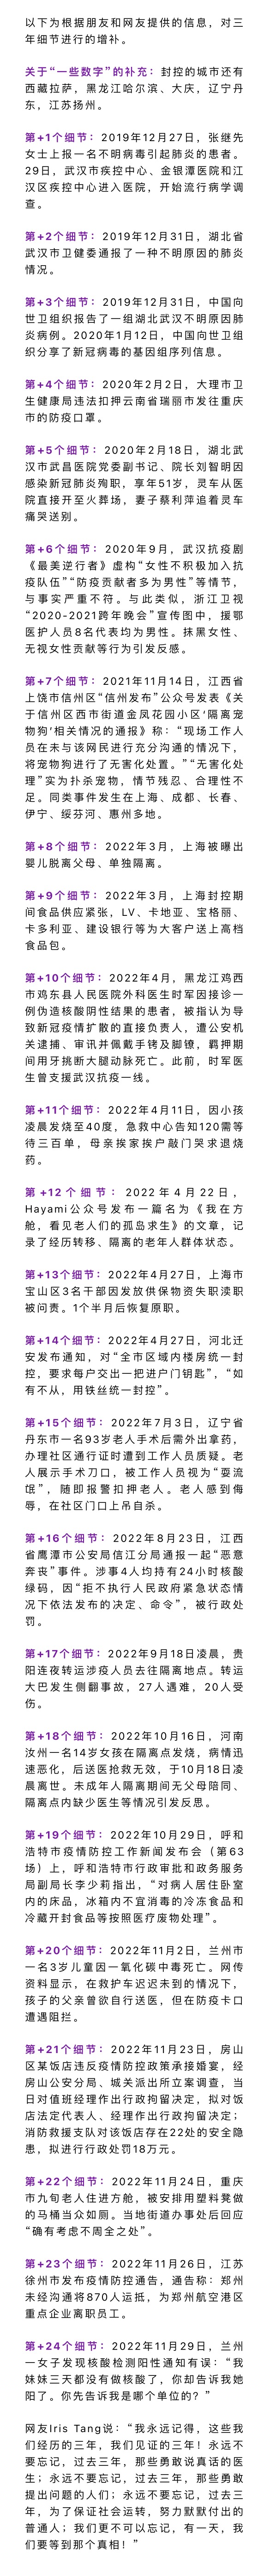 以下为根据朋友和网友提供的信息，对三
年细节进行的增补。
关于“一些数字”的补充：封控的城市还有
西藏拉萨，黑龙江哈尔滨、大庆，辽宁丹
东，江苏扬州。
第+1个细节：2019年12月27日，张继先
女士上报一名不明病毒引起肺炎的患者。
29日，武汉市疾控中心、金银潭医院和江
汉区疾控中心进入医院，开始流行病学调
查。
第+2个细节：2019年12月31日，湖北省
武汉市卫健委通报了一种不明原因的肺炎
情况。
第+3个细节：2019年12月31日，中国向
世卫组织报告了一组湖北武汉不明原因肺
炎病例。2020年1月12日，中国向世卫组
织分享了新冠病毒的基因组序列信息。
第+4个细节：2020年2月2日，大理市卫
生健康局违法扣押云南省瑞丽市发往重庆
市的防疫口罩。
第+5个细节：2020年2月18日，湖北武
汉市武昌医院党委副书记、院长刘智明因
感染新冠肺炎殉职，享年51岁，灵车从医
院直接开至火葬场，妻子蔡利萍追着灵车
痛哭送别。
第+6个细节：2020年9月，武汉抗疫剧
《最美逆行者》虚构“女性不积极加入抗
疫队伍”“防疫贡献者多为男性”等情节，
与事实严重不符。与此类似，浙江卫视
“2020-2021跨年晚会”宣传图中，援鄂
医护人员8名代表均为男性。抹黑女性、
无视女性贡献等行为引发反感。
第+7个细节：2021年11月14日，江西省
上饶市信州区“信州发布”公众号发表《关
于信州区西市街道金凤花园小区‘隔离宠
物狗’相关情况的通报》称：“现场工作人
员在未与该网民进行充分沟通的情况下，
将宠物狗进行了无害化处置。”“无害化处
理”实为扑杀宠物，情节残忍、合理性不
足。同类事件发生在上海、成都、长春、
伊宁、绥芬河、惠州多地。
第+8个细节：2022年3月，上海被曝出
婴儿脱离父母、单独隔离。
第+9个细节：2022年3月，上海封控期
间食品供应紧张，LV、卡地亚、宝格丽、
卡多利亚、建设银行等为大客户送上高档
食品包。
第+10个细节：2022年4月，黑龙江鸡西
市鸡东县人民医院外科医生时军因接诊一
例伪造核酸阴性结果的患者，被指认为导
致新冠疫情扩散的直接负责人，遭公安机
关逮捕、审讯并佩戴手铐及脚镣，羁押期
间用牙挑断大腿动脉死亡。此前，时军医
生曾支援武汉抗疫一线。
第+11个细节：2022年4月11日，因小孩
凌晨发烧至40度，急救中心告知120需等
待三百单，母亲挨家挨户敲门哭求退烧
药。
第+12个细节：2022年4月22日，
Hayami公众号发布一篇名为《我在方
舱，看见老人们的孤岛求生》的文章，记
录了经历转移、隔离的老年人群体状态。
第+13个细节：2022年4月27日，上海市
宝山区3名干部因发放供保物资失职渎职
被问责。1个半月后恢复原职。
第+14个细节：2022年4月27日，河北迁
安发布通知，对“全市区域内楼房统一封
控，要求每户交出一把进户门钥匙”，“如
有不从，用铁丝统一封控”。
第+15个细节：2022年7月3日，辽宁省
丹东市一名93岁老人手术后需外出拿药，
办理社区通行证时遭到工作人员质疑。老
人展示手术刀口，被工作人员视为“耍流
氓”，随即报警扣押老人。老人感到侮
辱，在社区门口上吊自杀。
第+16个细节：2022年8月23日，江西
省鹰潭市公安局信江分局通报一起“恶意
奔丧”事件。涉事4人均持有24小时核酸
绿码，因“拒不执行人民政府紧急状态情
况下依法发布的决定、命令”，被行政处
罚。
第+17个细节：2022年9月18日凌晨，贵
阳连夜转运涉疫人员去往隔离地点。转运
大巴发生侧翻事故，27人遇难，20人受
伤。
第+18个细节：2022年10月16日，河南
汝州一名14岁女孩在隔离点发烧，病情迅
速恶化，后送医抢救无效，于10月18日凌
晨离世。未成年人隔离期间无父母陪同、
隔离点内缺少医生等情况引发反思。
第+19个细节：2022年10月29日，呼和
浩特市疫情防控工作新闻发布会（第63
场）上，呼和浩特市行政审批和政务服务
局副局长李少莉指出，“对病人居住卧室
内的床品，冰箱内不宜消毒的冷冻食品和
冷藏开封食品等按照医疗废物处理”。
第+20个细节：2022年11月2日，兰州市
一名3岁儿童因一氧化碳中毒死亡。网传
资料显示，在救护车迟迟未到的情况下，
孩子的父亲曾欲自行送医，但在防疫卡口
遭遇阻拦。
第+21个细节：2022年11月23日，房山
区某饭店违反疫情防控政策承接婚宴，经
房山公安分局、城关派出所立案调查，当
日对值班经理作出行政拘留决定，拟对饭
店法定代表人、经理作出行政拘留决定；
消防救援支队对该饭店存在22处的安全隐
患，拟进行行政处罚18万元。
第+22个细节：2022年11月24日，重庆
市九旬老人住进方舱，被安排用塑料凳做
的马桶当众如厕。当地街道办事处后回应
“确有考虑不周全之处”。
第+23个细节：2022年11月26日，江苏
徐州市发布疫情防控通告，通告称：郑州
未经沟通将870人运抵，为郑州航空港区
重点企业离职员工。
第+24个细节：2022年11月29日，兰州
一女子发现核酸检测阳性通知有误：“我
妹妹三天都没有做核酸了，你却告诉我她
阳了。你先告诉我是哪个单位的？”
网友Iris Tang说：“我永远记得，这些我
们经历的三年，我们见证的三年！永远不
要忘记，过去三年，那些勇敢说真话的医
生；永远不要忘记，过去三年，那些勇敢
提出问题的人们；永远不要忘记，过去三
年，为了保证社会运转，努力默默付出的
普通人；我们更不可以忘记，有一天，我
们要等到那个真相！”